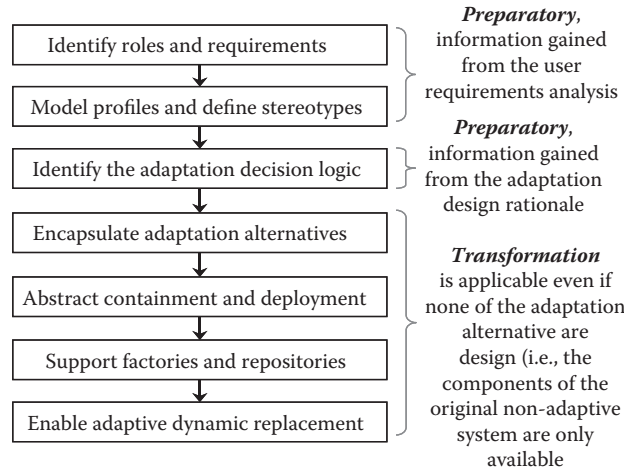 Identify roles and requirements
Model profiles and define stereotypes
Identify the adaptation decision logic
Encapsulate adaptation alternatives
Abstract containment and deployment
Support factories and repositories
Enable adaptive dynamic replacement
Preparatory,
information gained
from the user
requirements analysis
Preparatory,
information gained
from the adaptation
design rationale
Transformation
is applicable even if
none of the adaptation
alternative are
design (i.e., the
components of the
original non-adaptive
system are only
available